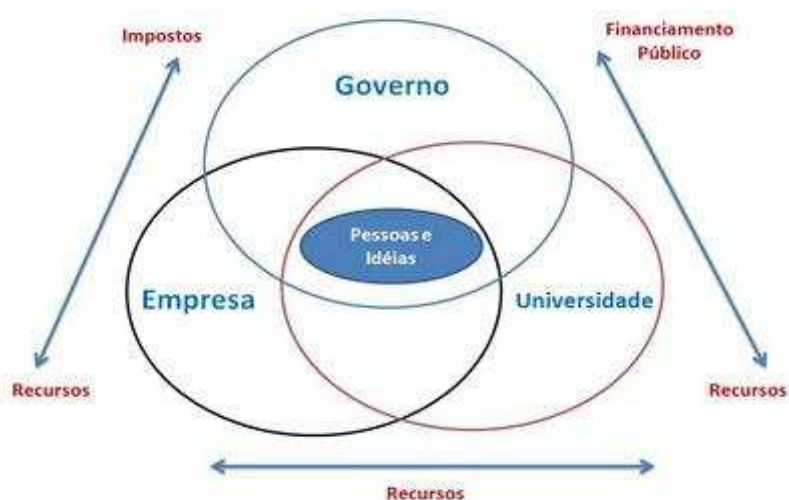 Impostos
Financiamento
Público
Governo
Pessoas e
Idéias
Empresa
Universidade
Recursos
Recursos
Recursos